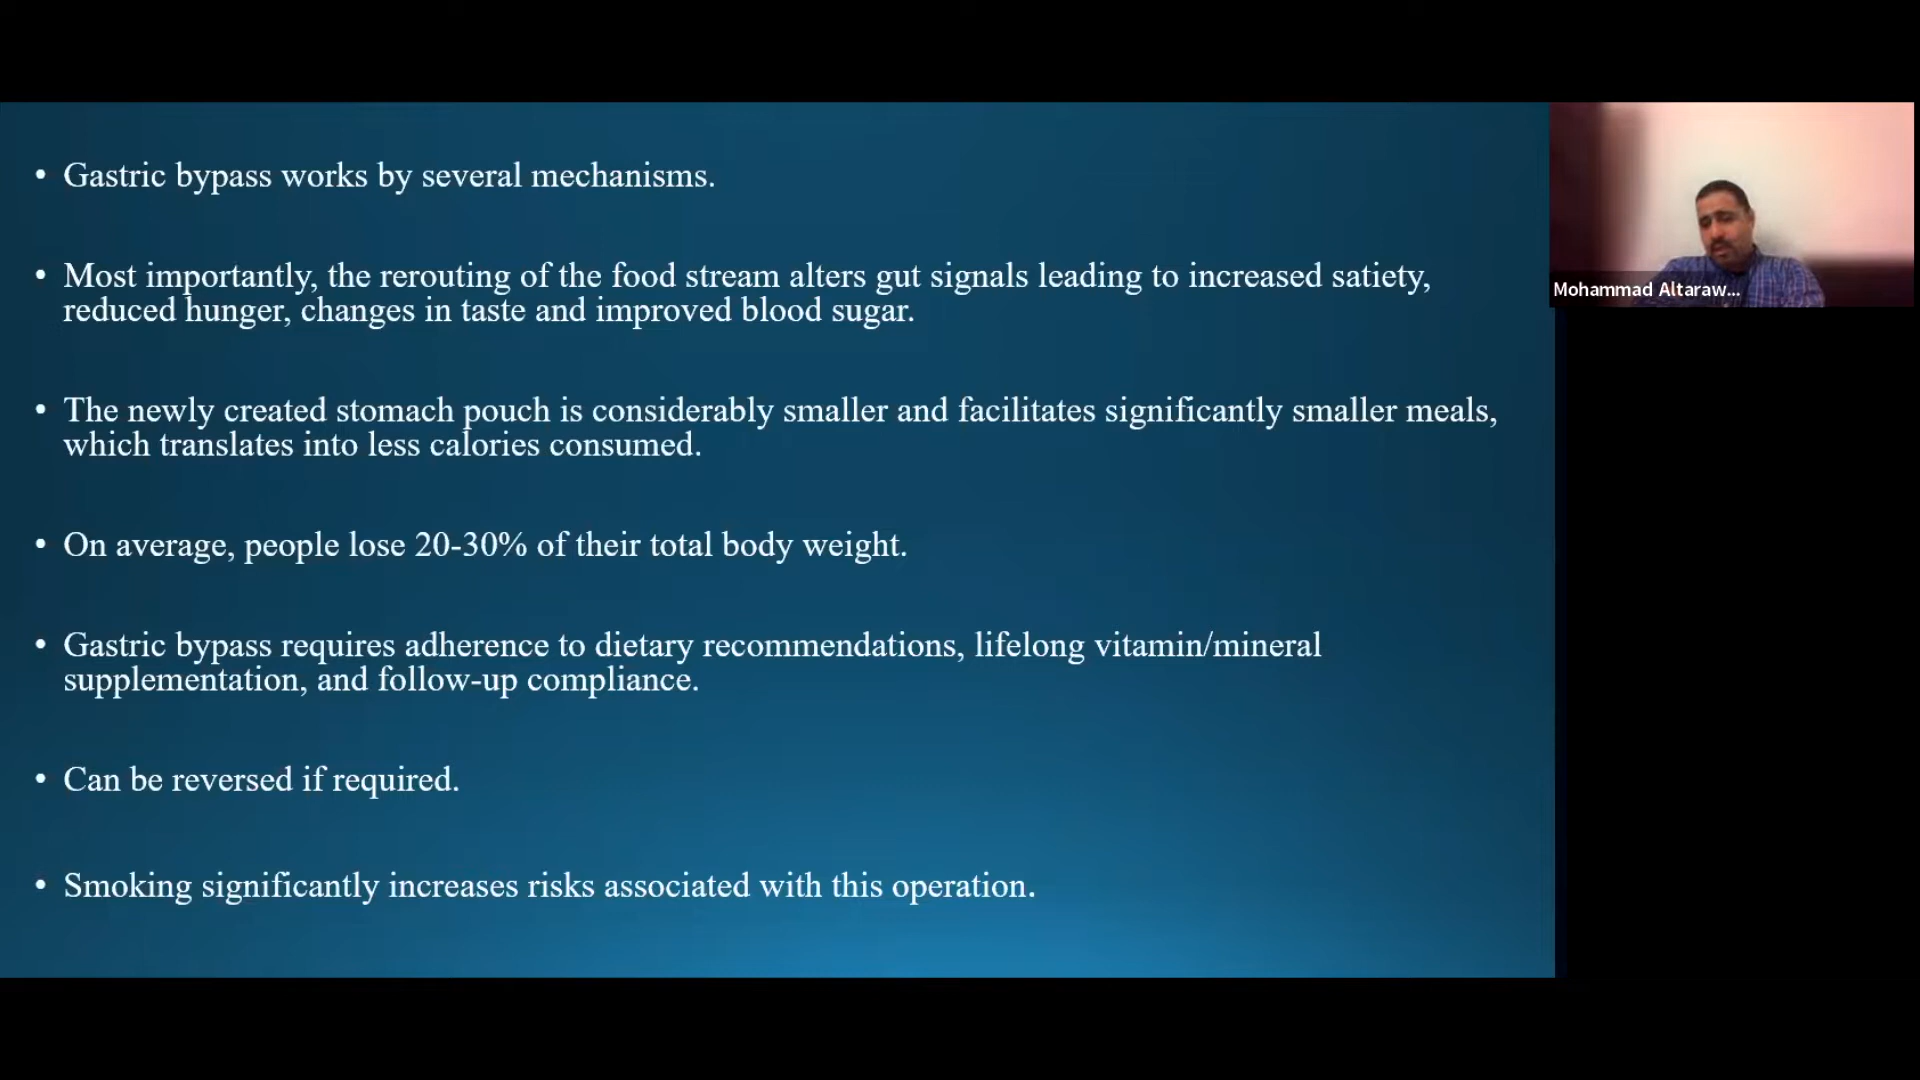 • Gastric bypass works by several mechanisms.
• Most importantly, the rerouting of the food stream alters gut signals leading to increased satiety,
reduced hunger, changes in taste and improved blood sugar.
• The newly created stomach pouch is considerably smaller and facilitates significantly smaller meals,
which translates into less calories consumed.
• On average, people lose 20-30% of their total body weight.
• Gastric bypass requires adherence to dietary recommendations, lifelong vitamin/mineral
supplementation, and follow-up compliance.
• Can be reversed if required.
• Smoking significantly increases risks associated with this operation.
Mohammad Altaraw...